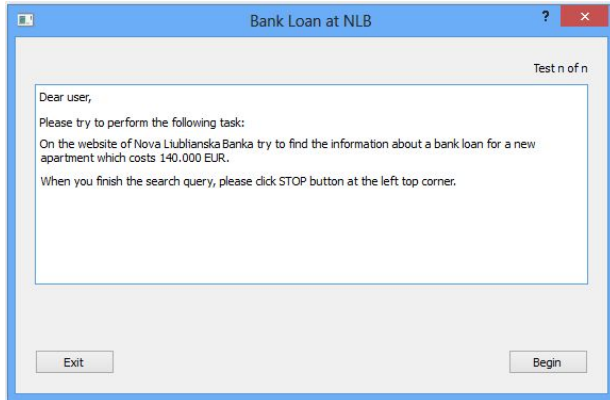 Bank Loan at NLB
?
Test n of n
Dear user,
Please try to perform the following task:
On the website of Nova Liublianska Banka try to find the information about a bank loan for a new
apartment which costs 140.000 EUR.
When you finish the search query, please click STOP button at the left top corner.
Exit
Begin